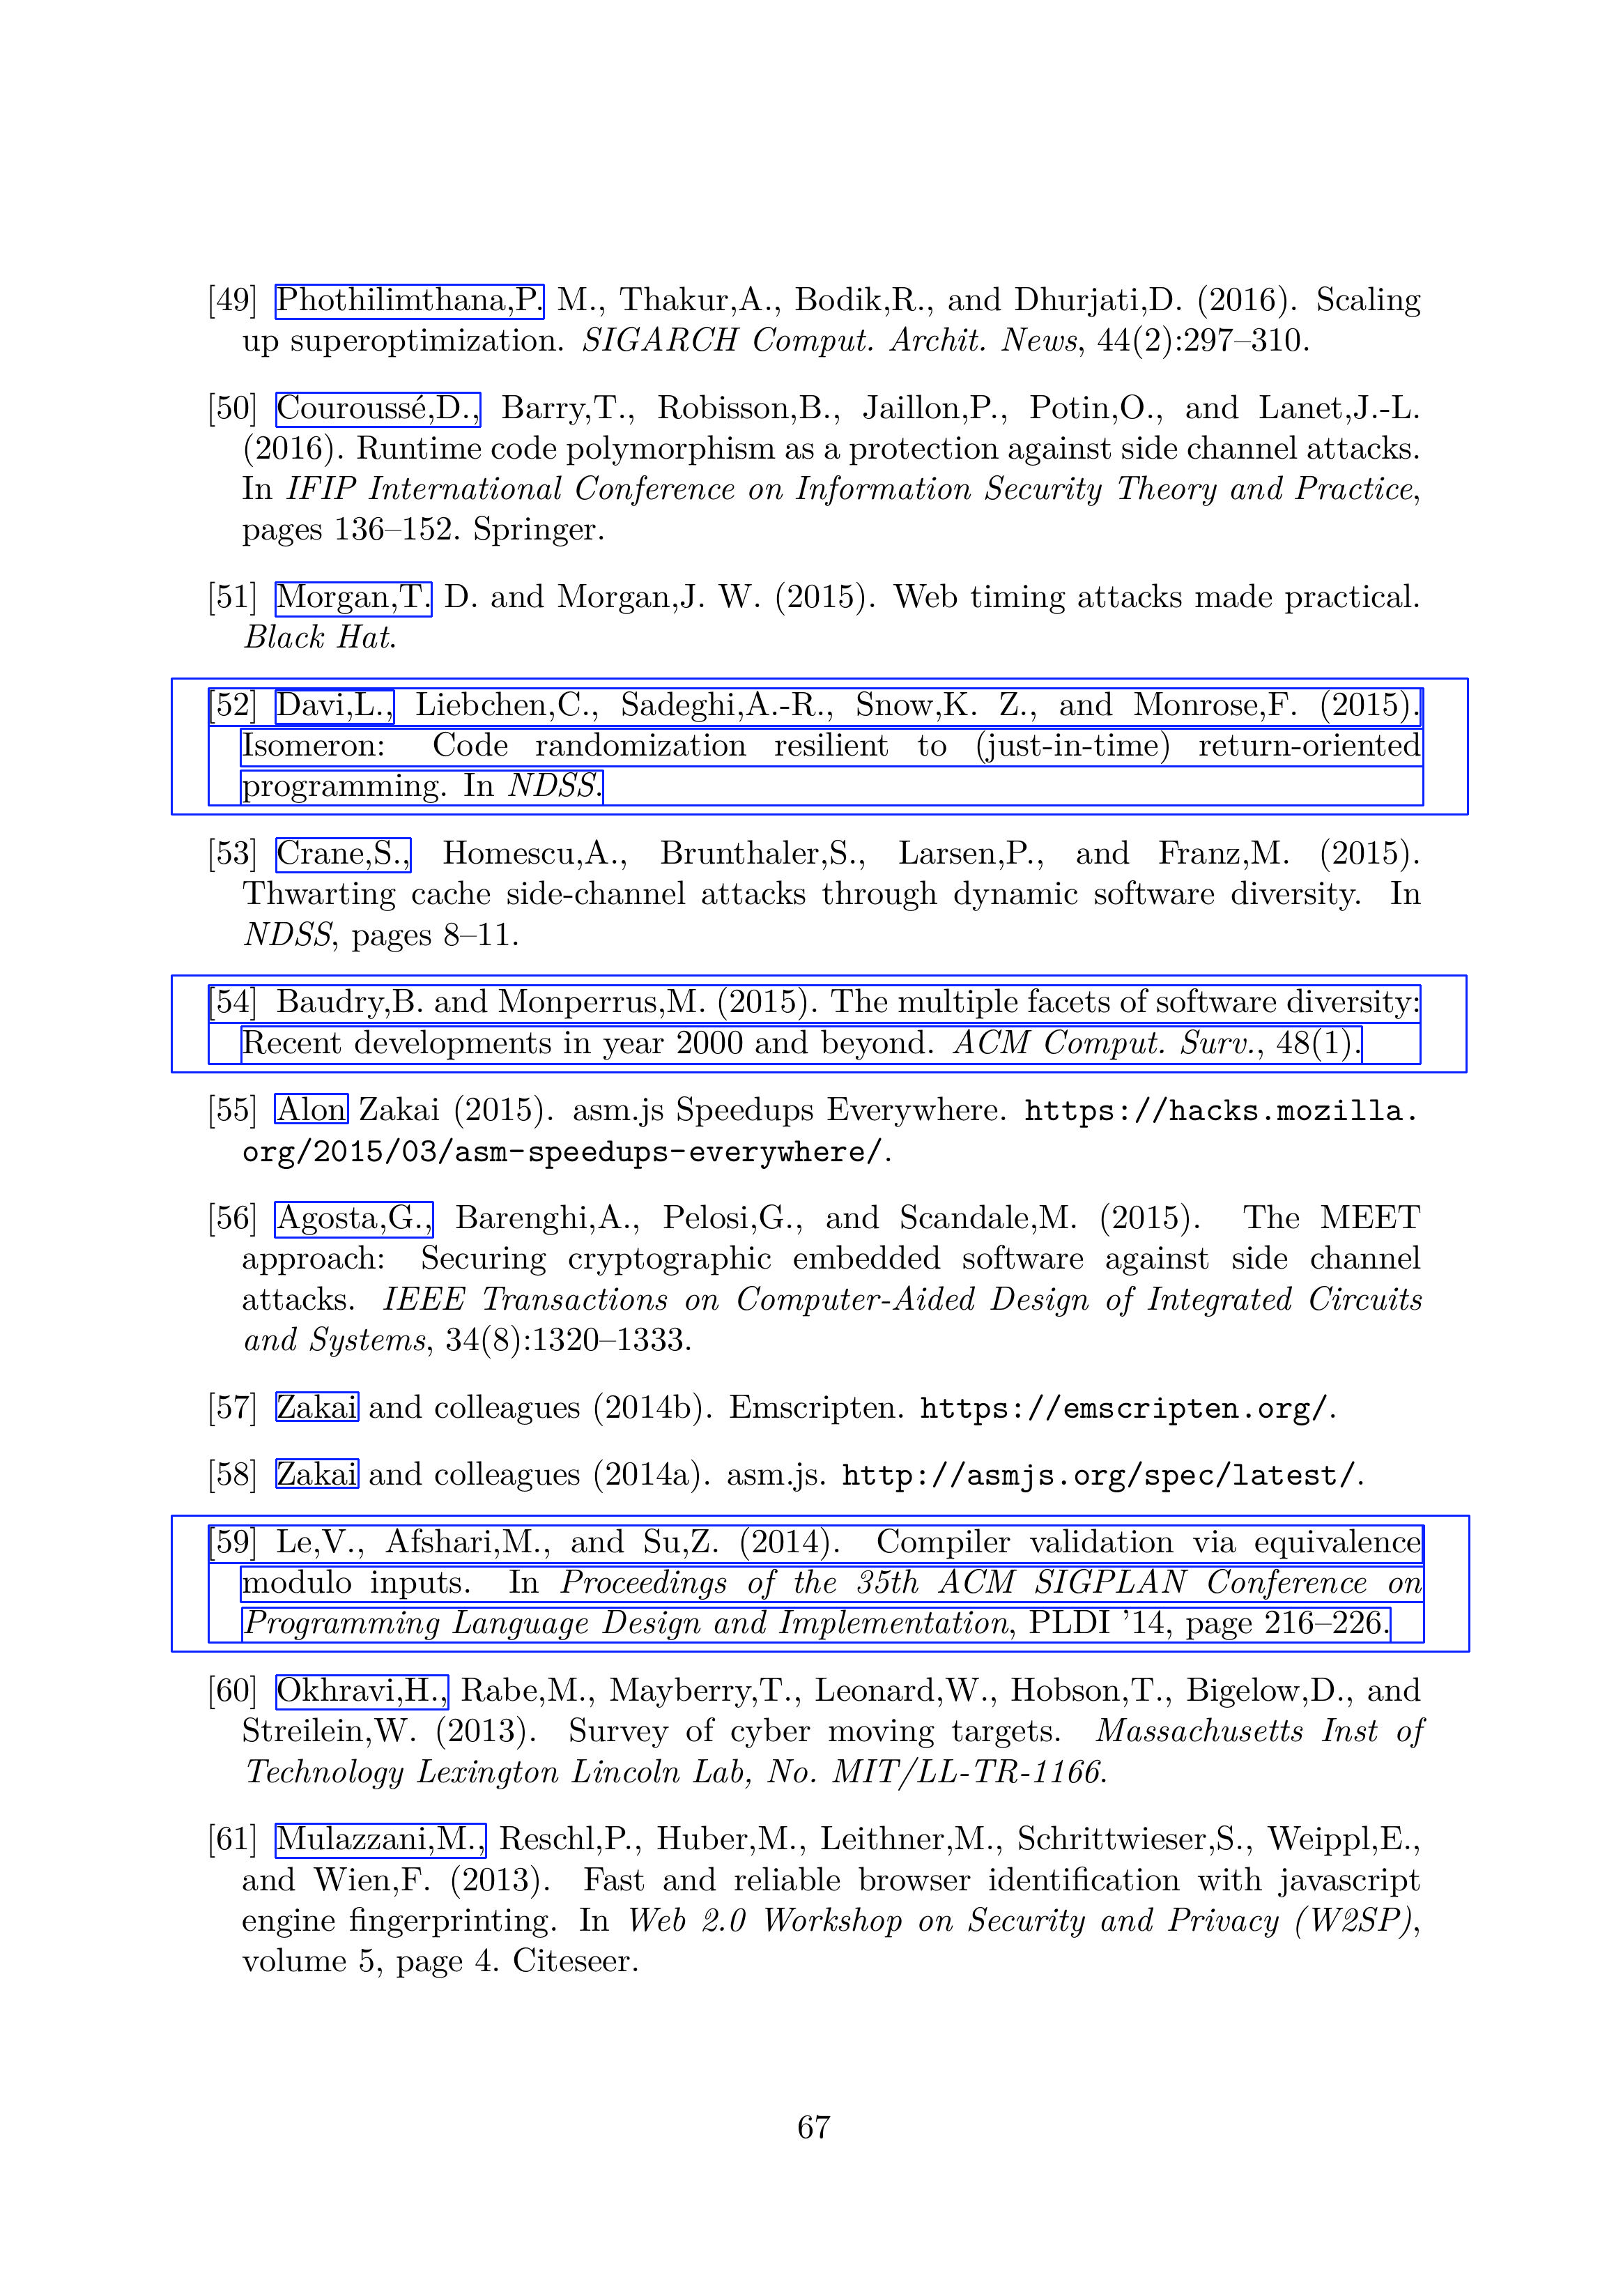 [49] Phothilimthana,P. M., Thakur,A., Bodik,R., and Dhurjati,D. (2016). Scaling
up superoptimization. SIGARCH Comput. Archit. News, 44(2):297–310.
[50] Couroussé,D., Barry,T., Robisson,B., Jaillon,P., Potin,O., and Lanet,J.-L.
(2016). Runtime code polymorphism as a protection against side channel attacks.
In IFIP International Conference on Information Security Theory and Practice,
pages 136–152. Springer.
[51] Morgan,T. D. and Morgan,J. W. (2015). Web timing attacks made practical.
Black Hat.
[52] Davi,L., Liebchen,C., Sadeghi,A.-R., Snow,K. Z., and Monrose,F. (2015).
Isomeron: Code randomization resilient to (just-in-time) return-oriented
programming. In NDSS.
[53] Crane,S., Homescu,A., Brunthaler,S., Larsen,P., and Franz,M. (2015).
Thwarting cache side-channel attacks through dynamic software diversity. In
NDSS, pages 8–11.
[54] Baudry,B. and Monperrus,M. (2015). The multiple facets of software diversity:
Recent developments in year 2000 and beyond. ACM Comput. Surv., 48(1).
[55] Alon Zakai (2015). asm.js Speedups Everywhere. https://hacks.mozilla.
org/2015/03/asm-speedups-everywhere/.
[56] Agosta,G., Barenghi,A., Pelosi,G., and Scandale,M. (2015). The MEET
approach: Securing cryptographic embedded software against side channel
attacks. IEEE Transactions on Computer-Aided Design of Integrated Circuits
and Systems, 34(8):1320–1333.
[57] Zakai and colleagues (2014b). Emscripten. https://emscripten.org/.
[58] Zakai and colleagues (2014a). asm.js. http://asmjs.org/spec/latest/.
[59] Le,V., Afshari,M., and Su,Z. (2014). Compiler validation via equivalence
modulo inputs. In Proceedings of the 35th ACM SIGPLAN Conference on
Programming Language Design and Implementation, PLDI ’14, page 216–226.
[60] Okhravi,H., Rabe,M., Mayberry,T., Leonard,W., Hobson,T., Bigelow,D., and
Streilein,W. (2013). Survey of cyber moving targets. Massachusetts Inst of
Technology Lexington Lincoln Lab, No. MIT/LL-TR-1166.
[61] Mulazzani,M., Reschl,P., Huber,M., Leithner,M., Schrittwieser,S., Weippl,E.,
and Wien,F. (2013). Fast and reliable browser identification with javascript
engine fingerprinting. In Web 2.0 Workshop on Security and Privacy (W2SP),
volume 5, page 4. Citeseer.
67